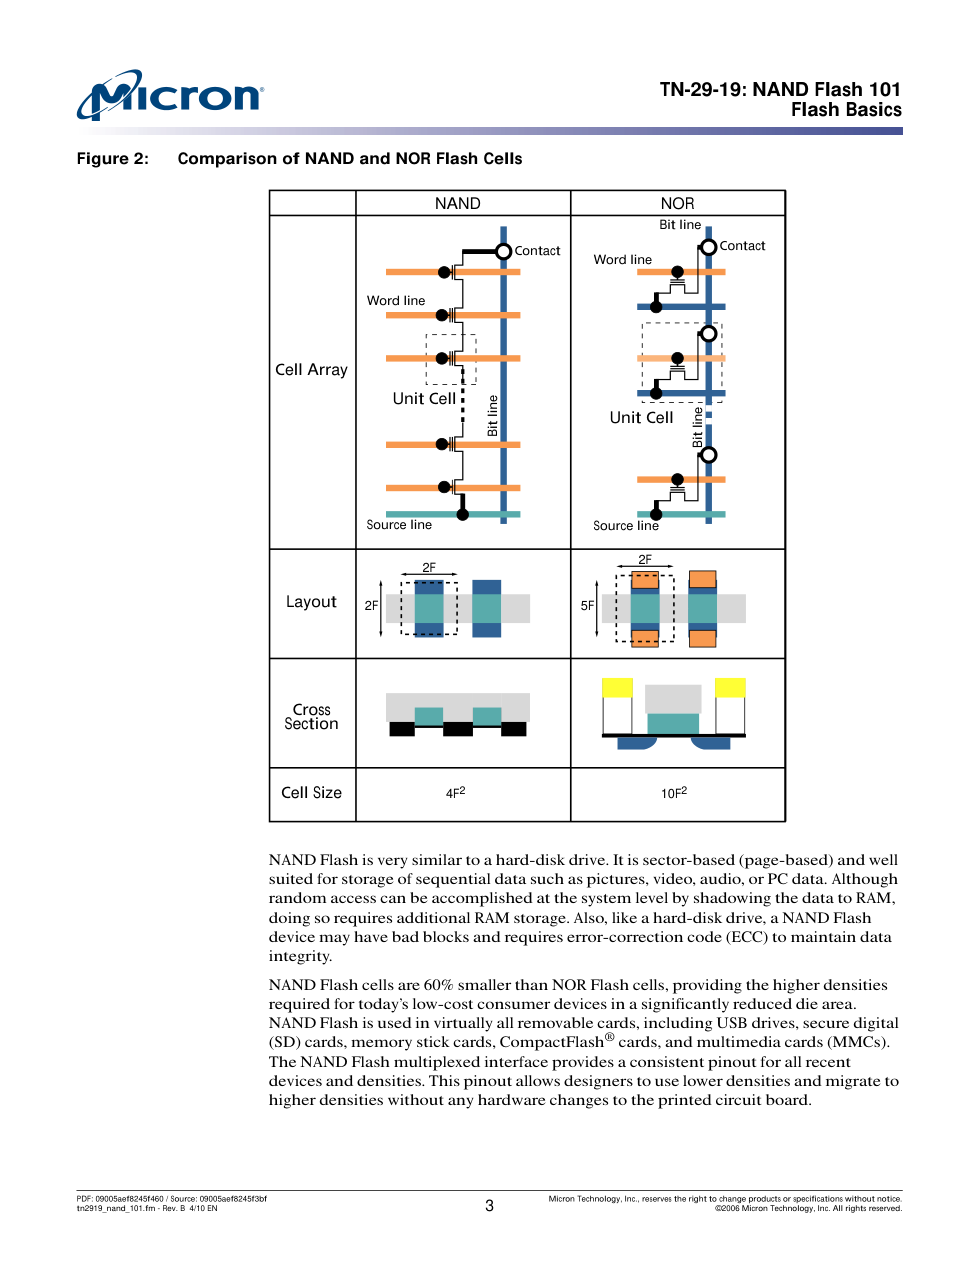 Micron®
TN-29-19: NAND Flash 101
Flash Basics
Figure 2: Comparison of NAND and NOR Flash Cells
NAND NOR
Cell Array
Contact
Word line
Unit Cell
Bit line
Source line
Bit line
Contact
Word line
Unit Cell
Bit line
Source line
Layout
2F
2F
2F
5F
Cross
Section
Cell Size 4F2 10F2
NAND Flash is very similar to a hard-disk drive. It is sector-based (page-based) and well
suited for storage of sequential data such as pictures, video, audio, or PC data. Although
random access can be accomplished at the system level by shadowing the data to RAM,
doing so requires additional RAM storage. Also, like a hard-disk drive, a NAND Flash
device may have bad blocks and requires error-correction code (ECC) to maintain data
integrity.
NAND Flash cells are 60% smaller than NOR Flash cells, providing the higher densities
required for today's low-cost consumer devices in a significantly reduced die area.
NAND Flash is used in virtually all removable cards, including USB drives, secure digital
(SD) cards, memory stick cards, CompactFlash® cards, and multimedia cards (MMCs).
The NAND Flash multiplexed interface provides a consistent pinout for all recent
devices and densities. This pinout allows designers to use lower densities and migrate to
higher densities without any hardware changes to the printed circuit board.
PDF: 09005aef8245f460 / Source: 09005aef8245f3bf
tn2919_nand_101.fm - Rev. B 4/10 EN
3
Micron Technology, Inc., reserves the right to change products or specifications without notice.
©2006 Micron Technology, Inc. All rights reserved.